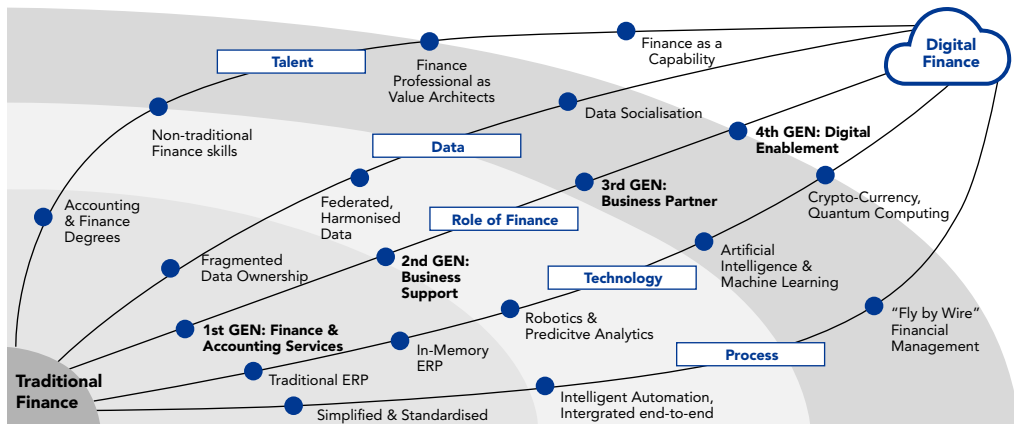 Digital
Finance
Talent
Finance as a
Capability
Finance
Professional as
Value Architects
Non-traditional
Finance skills
Accounting
& Finance
Degrees
Data
Data Socialisation
Federated,
Harmonised
Data
Fragmented
Data Ownership
Role of Finance
4th GEN: Digital
Enablement
3rd GEN:
Business Partner
2nd GEN:
Business
Support
1st GEN: Finance &
Accounting Services
Technology
Crypto-Currency,
Quantum Computing
Artificial
Intelligence &
Machine Learning
Robotics &
Predicitve Analytics
In-Memory
ERP
Traditional ERP
Process
"Fly by Wire"
Financial
Management
Intelligent Automation,
Intergrated end-to-end
Simplified & Standardised
Traditional
Finance